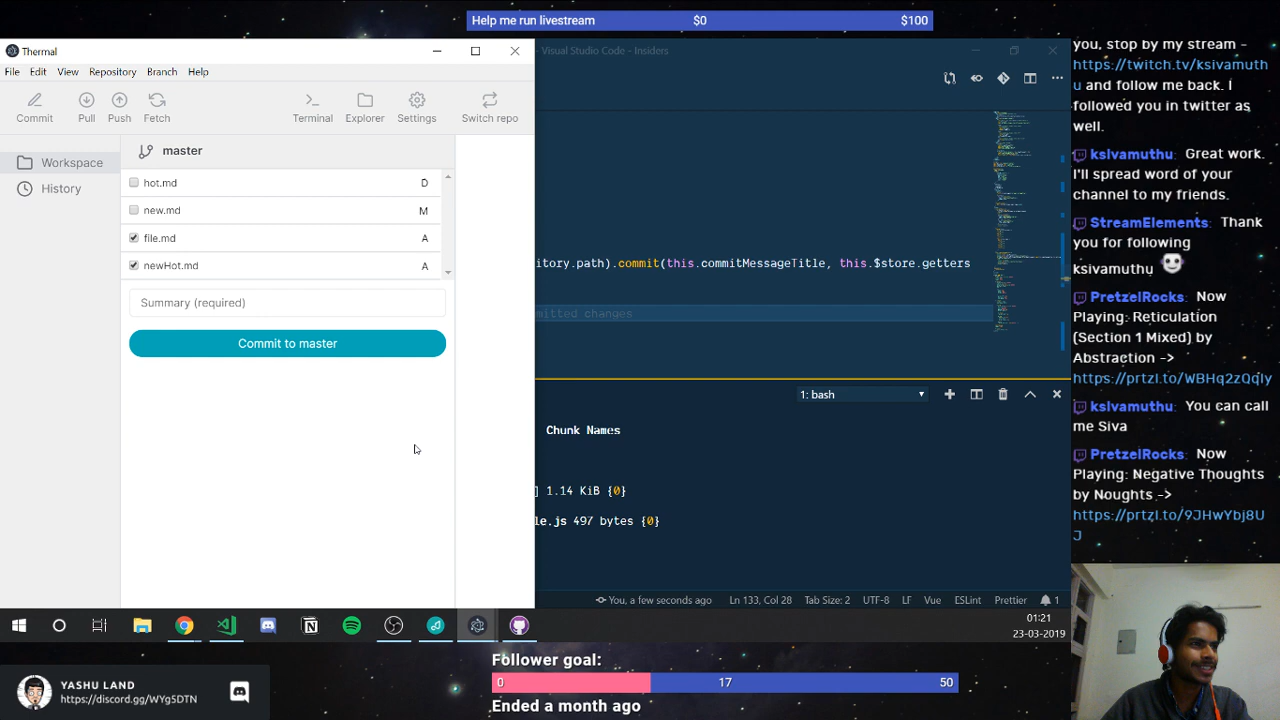 Help me run livestream $0 $100
Thermal
File Edit View Repository Branch Help
Commit Pull Push Fetch Terminal Explorer Settings Switch repo
Workspace
History
master
hot.md D
new.md M
file.md A
newHot.md A
Summary (required)
Commit to master
- Visual Studio Code - Insiders
itory.path).commit(this.commitMessageTitle, this.$store.getters
mitted changes
1: bash
Chunk Names
] 1.14 KiB {0}
le.js 497 bytes {0}
You, a few seconds ago Ln 133, Col 28 Tab Size: 2 UTF-8 LF Vue ESLint Prettier 1
01:21
23-03-2019
you, stop by my stream -
https://twitch.tv/ksivamuth
u and follow me back. I
followed you in twitter as
well.
ksivamuthu: Great work.
I'll spread word of your
channel to my friends.
StreamElements: Thank
you for following
ksivamuthu
PretzelRocks: Now
Playing: Reticulation
(Section 1 Mixed) by
Abstraction ->
https://prtzl.to/WBHq2zQqly
ksivamuthu: You can call
me Siva
PretzelRocks: Now
Playing: Negative Thoughts
by Noughts ->
https://prtzl.to/9JHwYbj8U
J
YASHU LAND
https://discord.gg/WYg5DTN
Follower goal:
0 17 50
Ended a month ago